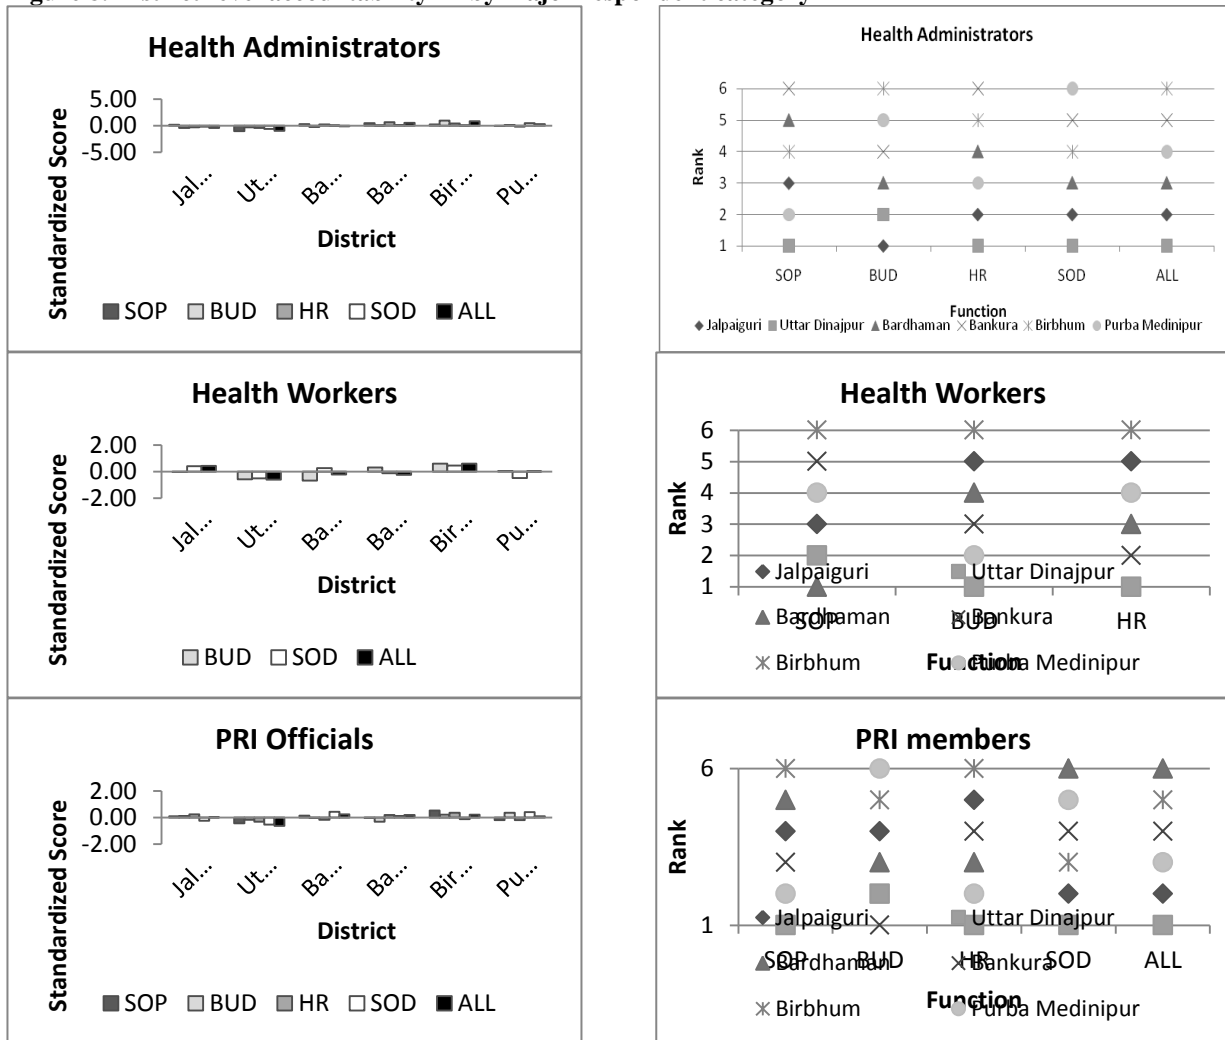 Health Administrators
5.00
0.00
-5.00
Standardized Score
Jal...
Ut...
Ba...
Ba...
Bir...
Pu...
District
SOP BUD HR SOD ALL
Health Administrators
6
5
4
3
2
1
Rank
SOP BUD HR SOD ALL
Function
Jalpaiguri Uttar Dinajpur Bardhaman Bankura Birbhum Purba Medinipur
Health Workers
2.00
0.00
-2.00
Standardized Score
Jal...
Ut...
Ba...
Ba...
Bir...
Pu...
District
BUD SOD ALL
Health Workers
6
5
4
3
2
1
Rank
SOP BUD HR
Function
Jalpaiguri Uttar Dinajpur
Bardhaman Bankura
Birbhum Purba Medinipur
PRI Officials
2.00
0.00
-2.00
Standardized Score
Jal...
Ut...
Ba...
Ba...
Bir...
Pu...
District
SOP BUD HR SOD ALL
PRI members
6
1
Rank
SOP BUD HR SOD ALL
Function
Jalpaiguri Uttar Dinajpur
Bardhaman Bankura
Birbhum Purba Medinipur